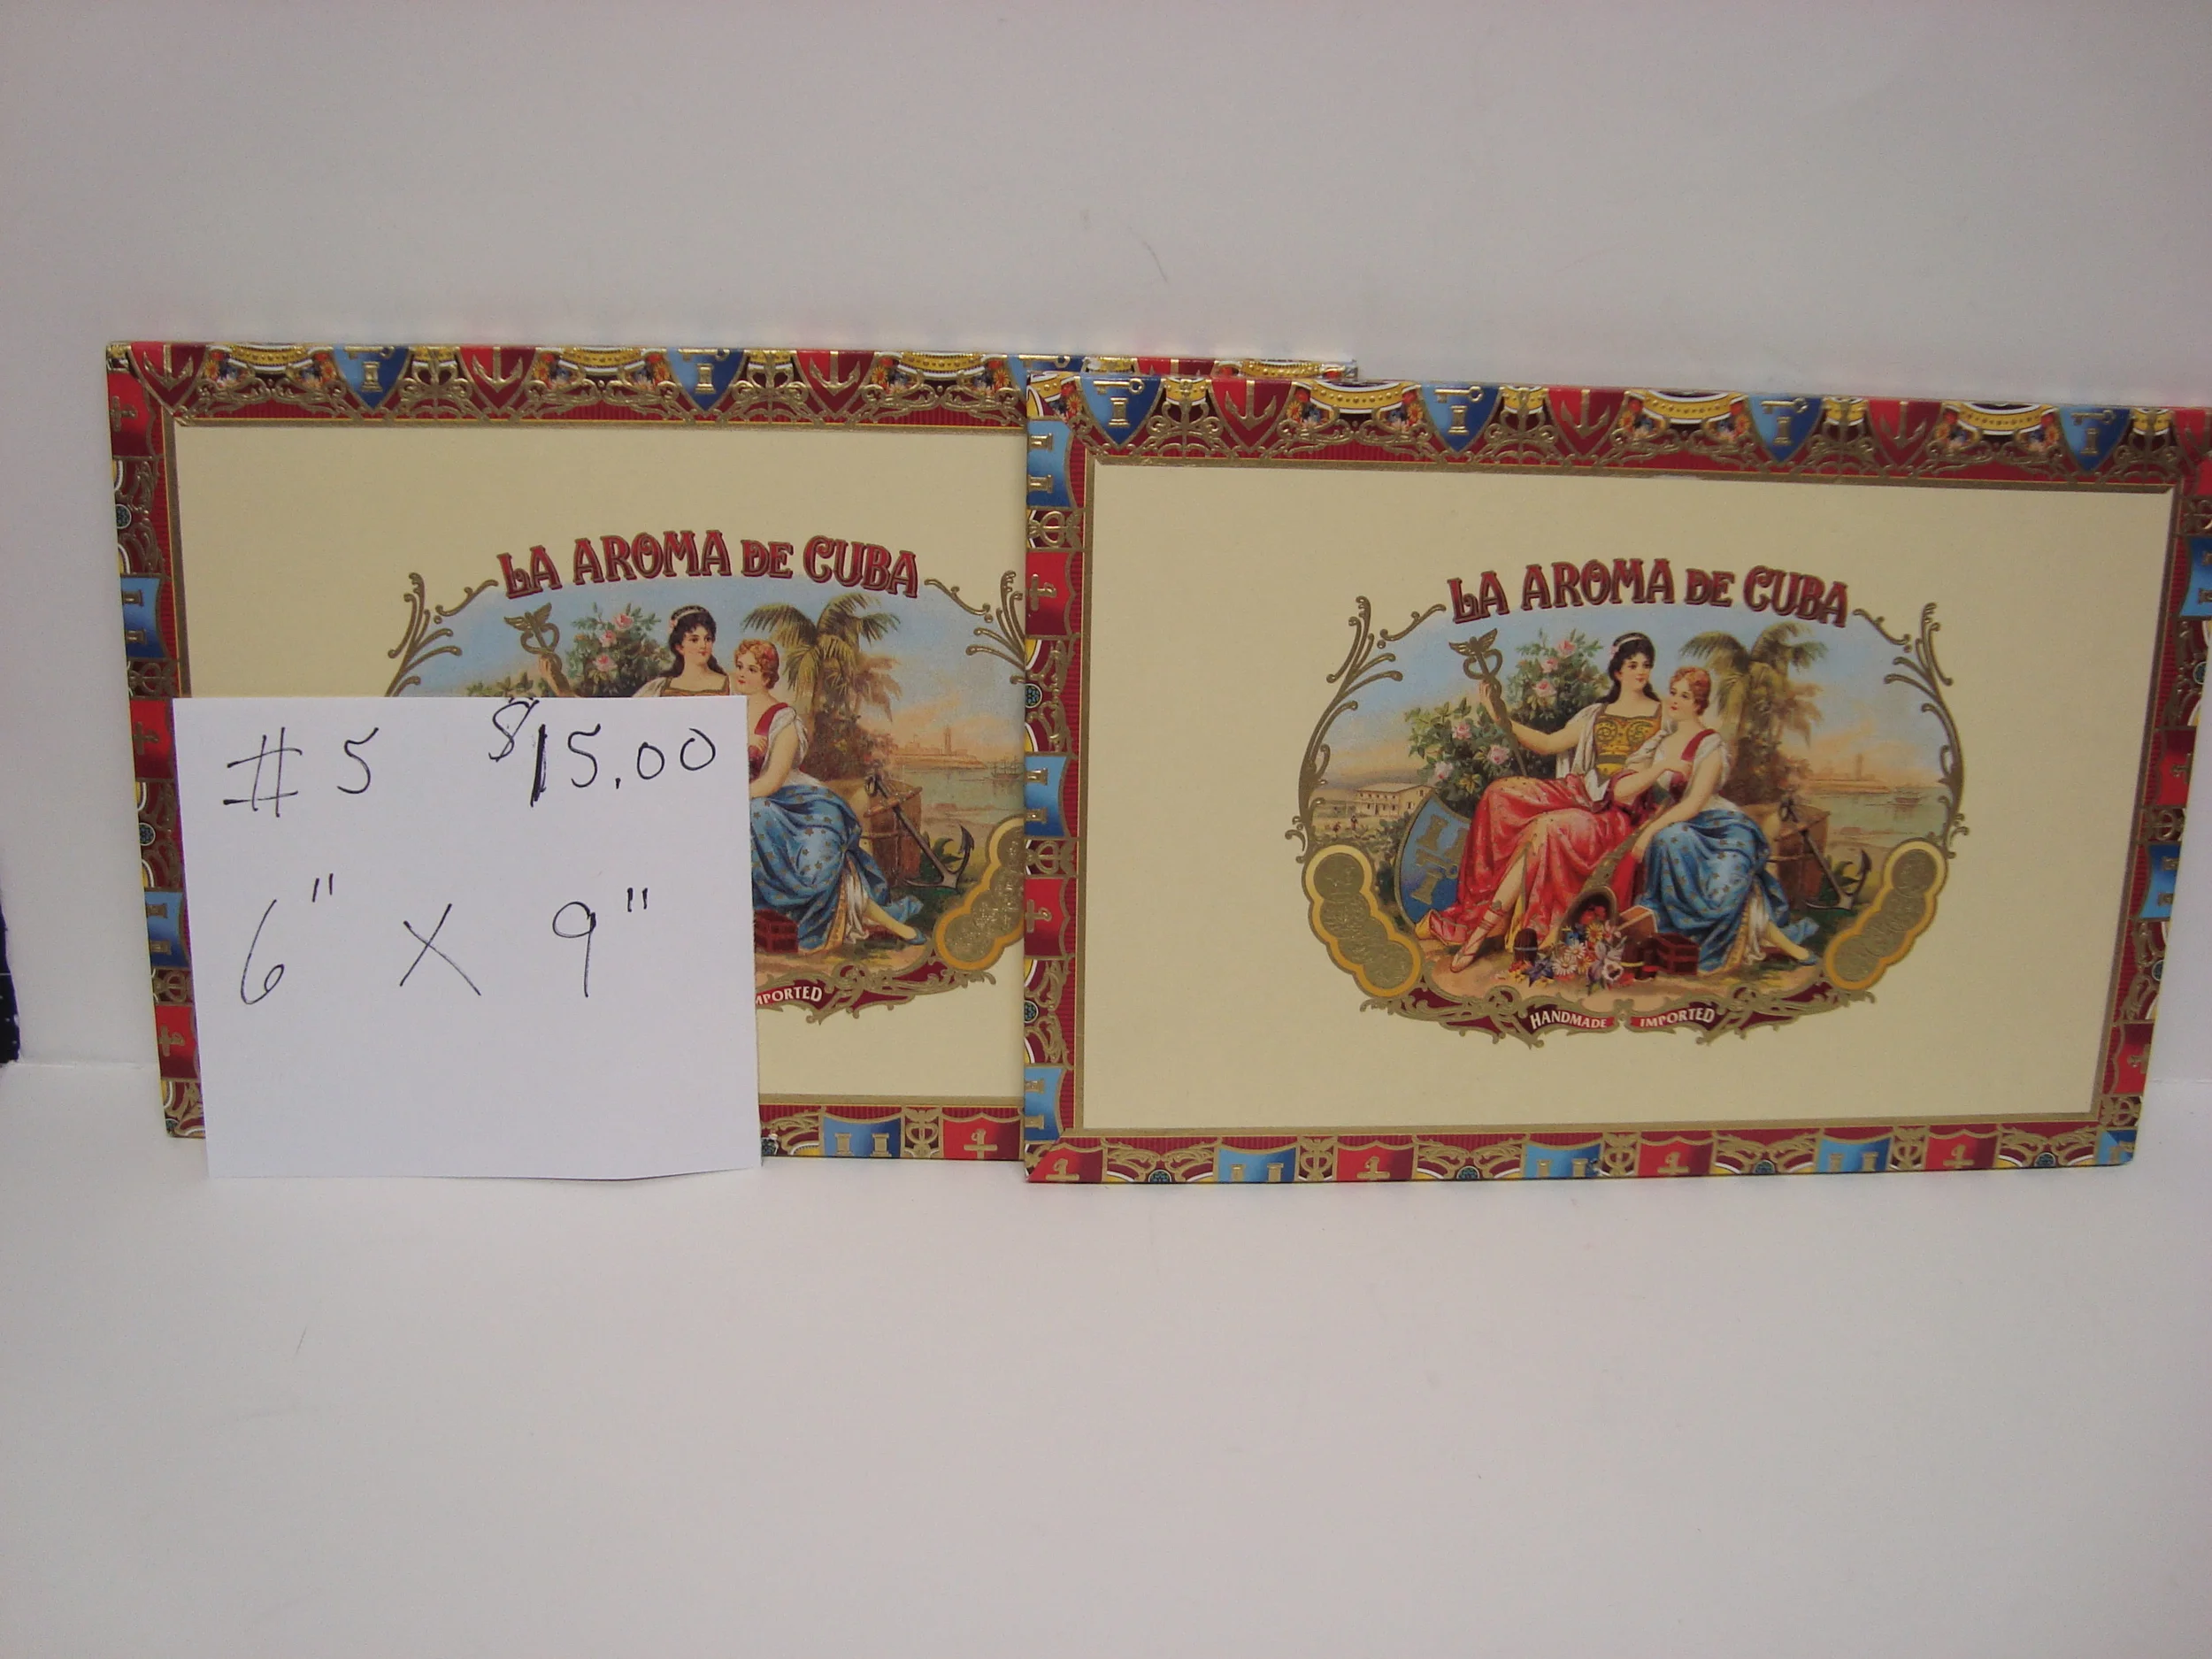 LA AROMA DE CUBA
IMPORTED
# 5 $15.00
6" X 9"
LA AROMA DE CUBA
HANDMADE IMPORTED